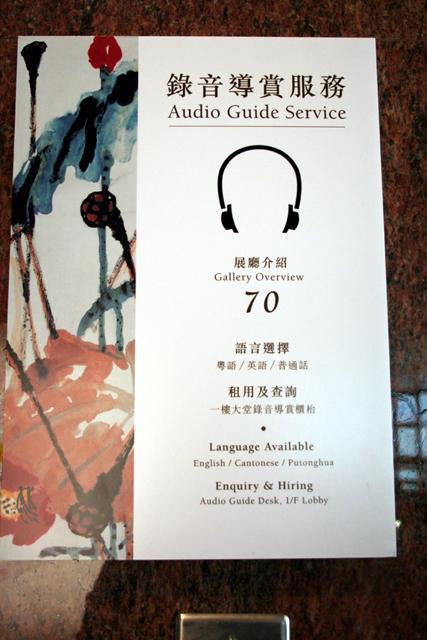 錄音導賞服務
Audio Guide Service
展廳介紹
Gallery Overview
70
語言選擇
粵語 / 英語 / 普通話
租用及查詢
一樓大堂錄音導賞櫃枱
•
Language Available
English / Cantonese / Putonghua
Enquiry & Hiring
Audio Guide Desk, 1/F Lobby